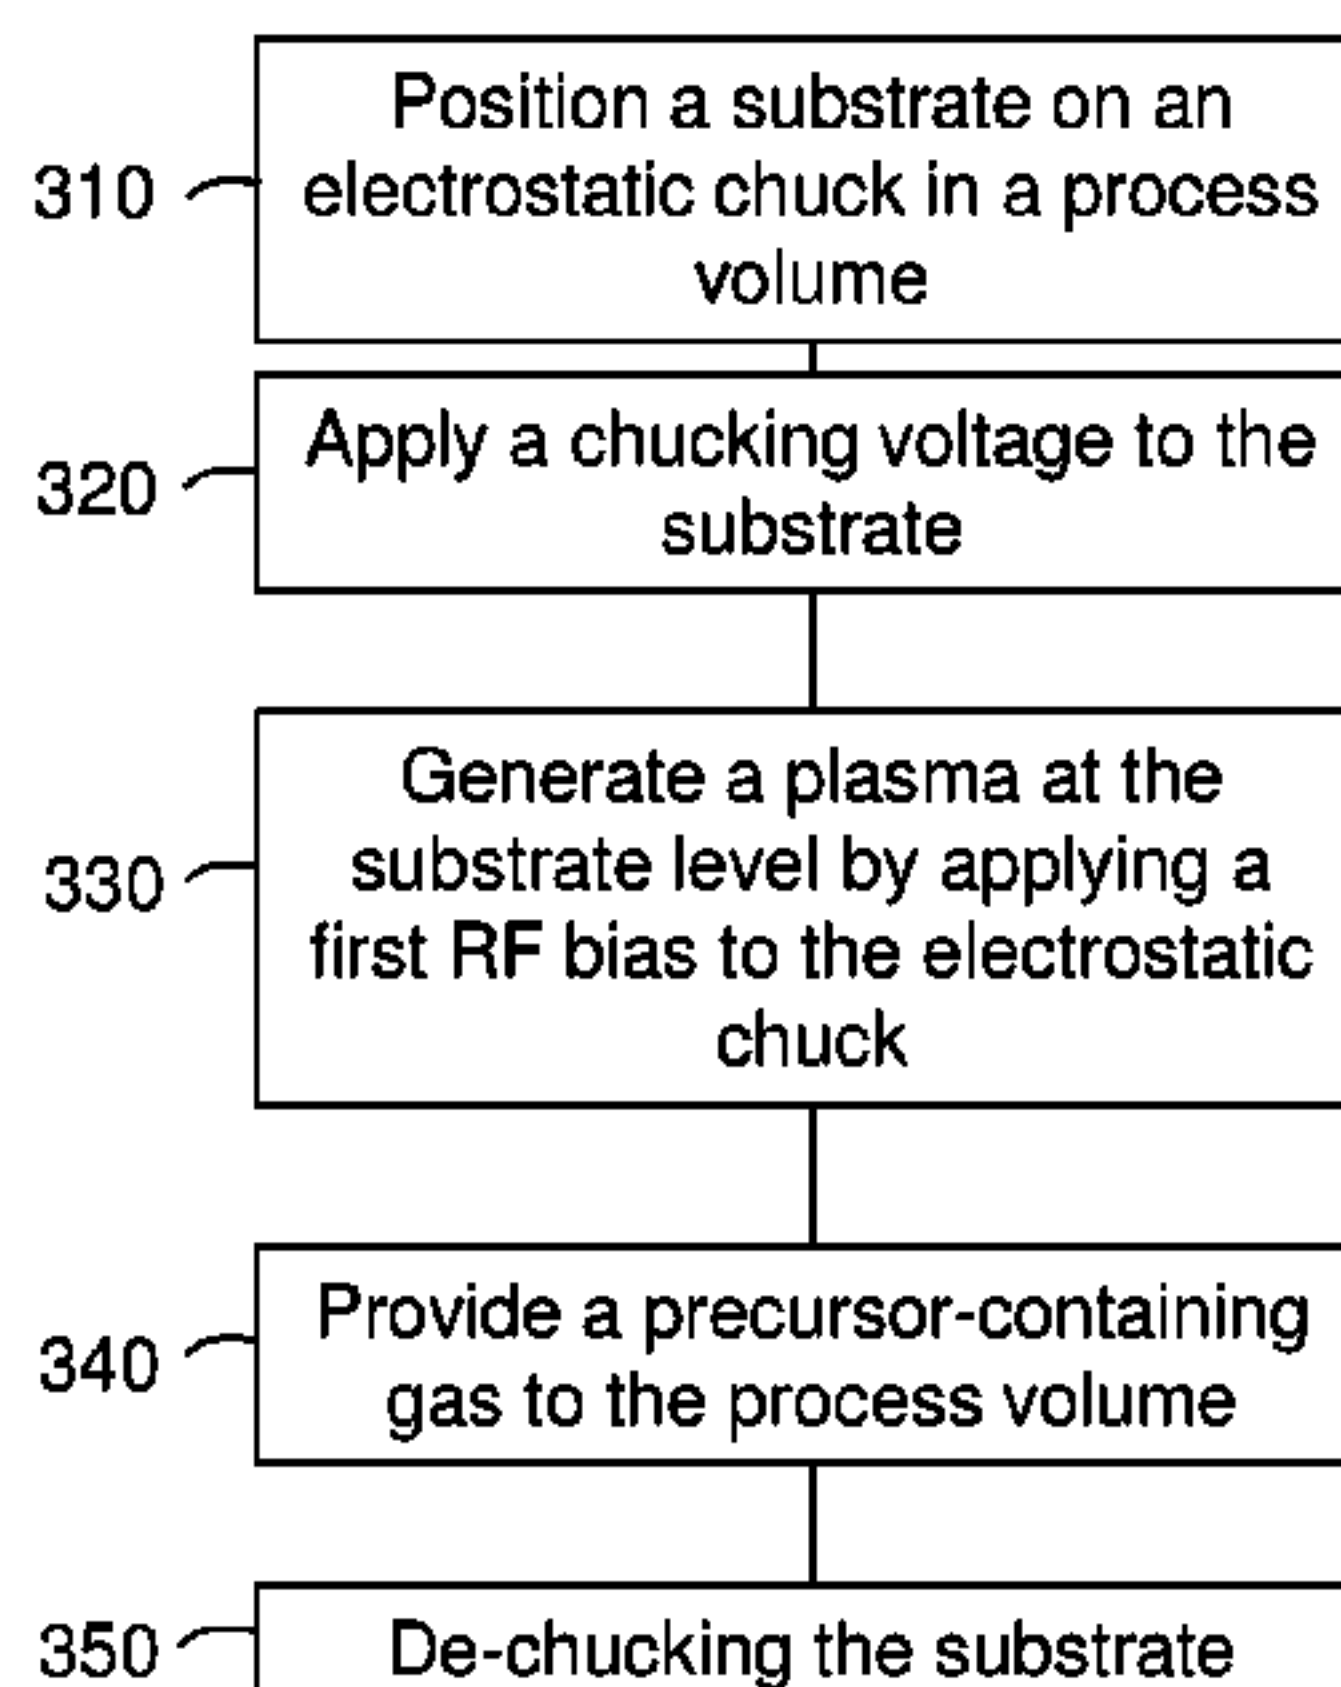 310
Position a substrate on an
electrostatic chuck in a process
volume
320
Apply a chucking voltage to the
substrate
330
Generate a plasma at the
substrate level by applying a
first RF bias to the electrostatic
chuck
340
Provide a precursor-containing
gas to the process volume
350
De-chucking the substrate